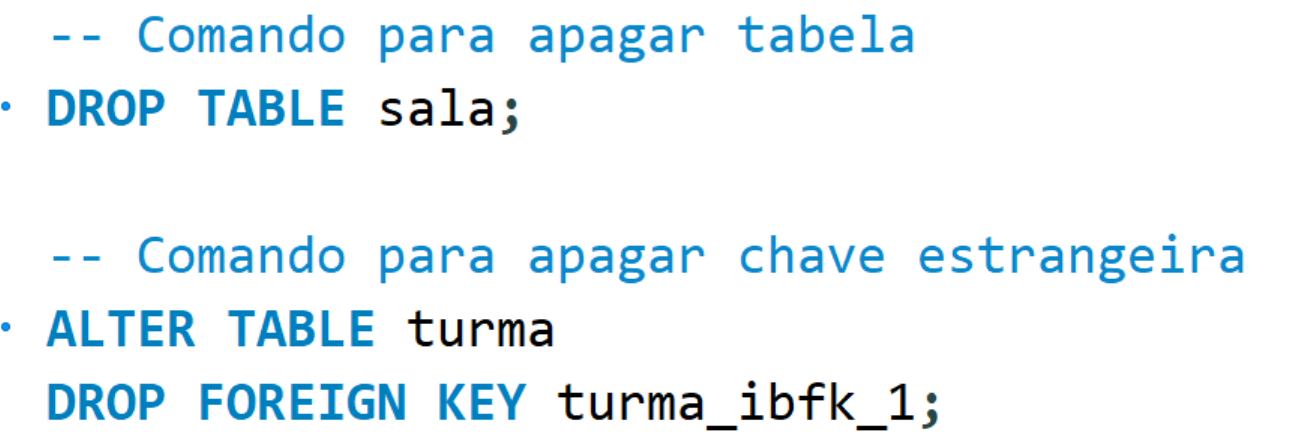 -- Comando para apagar tabela
DROP TABLE sala;
-- Comando para apagar chave estrangeira
ALTER TABLE turma
DROP FOREIGN KEY turma_ibfk_1;